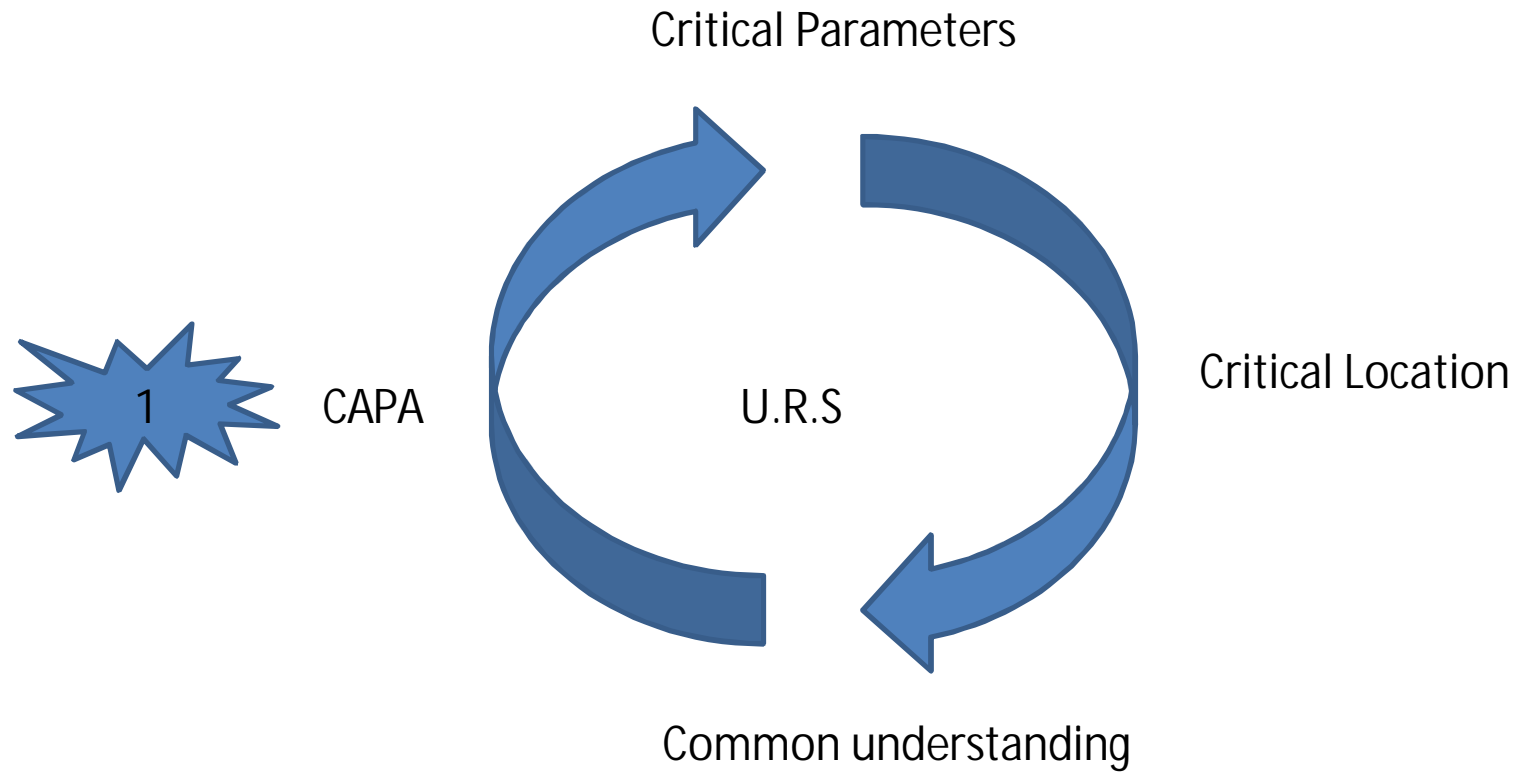 Critical Parameters
Critical Location
1
CAPA
U.R.S
Common understanding